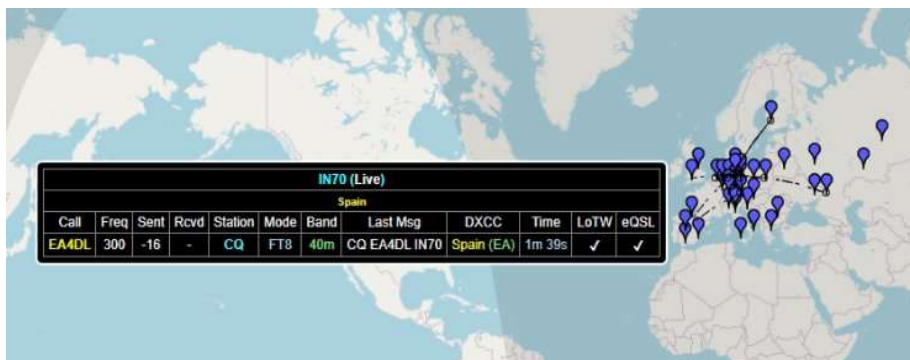 IN70 (Live)
Spain
Call Freq Sent Rcvd Station Mode Band Last Msg DXCC Time LoTW eQSL
EA4DL 300 -16 - CQ FT8 40m CQ EA4DL IN70 Spain (EA) 1m 39s ✓ ✓